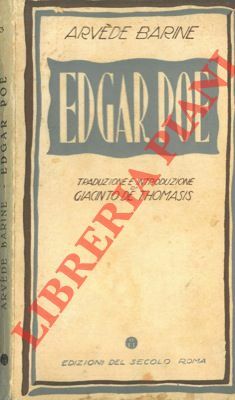 ARVÈDE BARINE
EDGAR POE
TRADUZIONE E INTRODUZIONE
GIACINTO DE THOMASIS
EDIZIONI DEL SECOLO ROMA
ARVÈDE BARINE - EDGAR POE
LIBRERIA PIANI